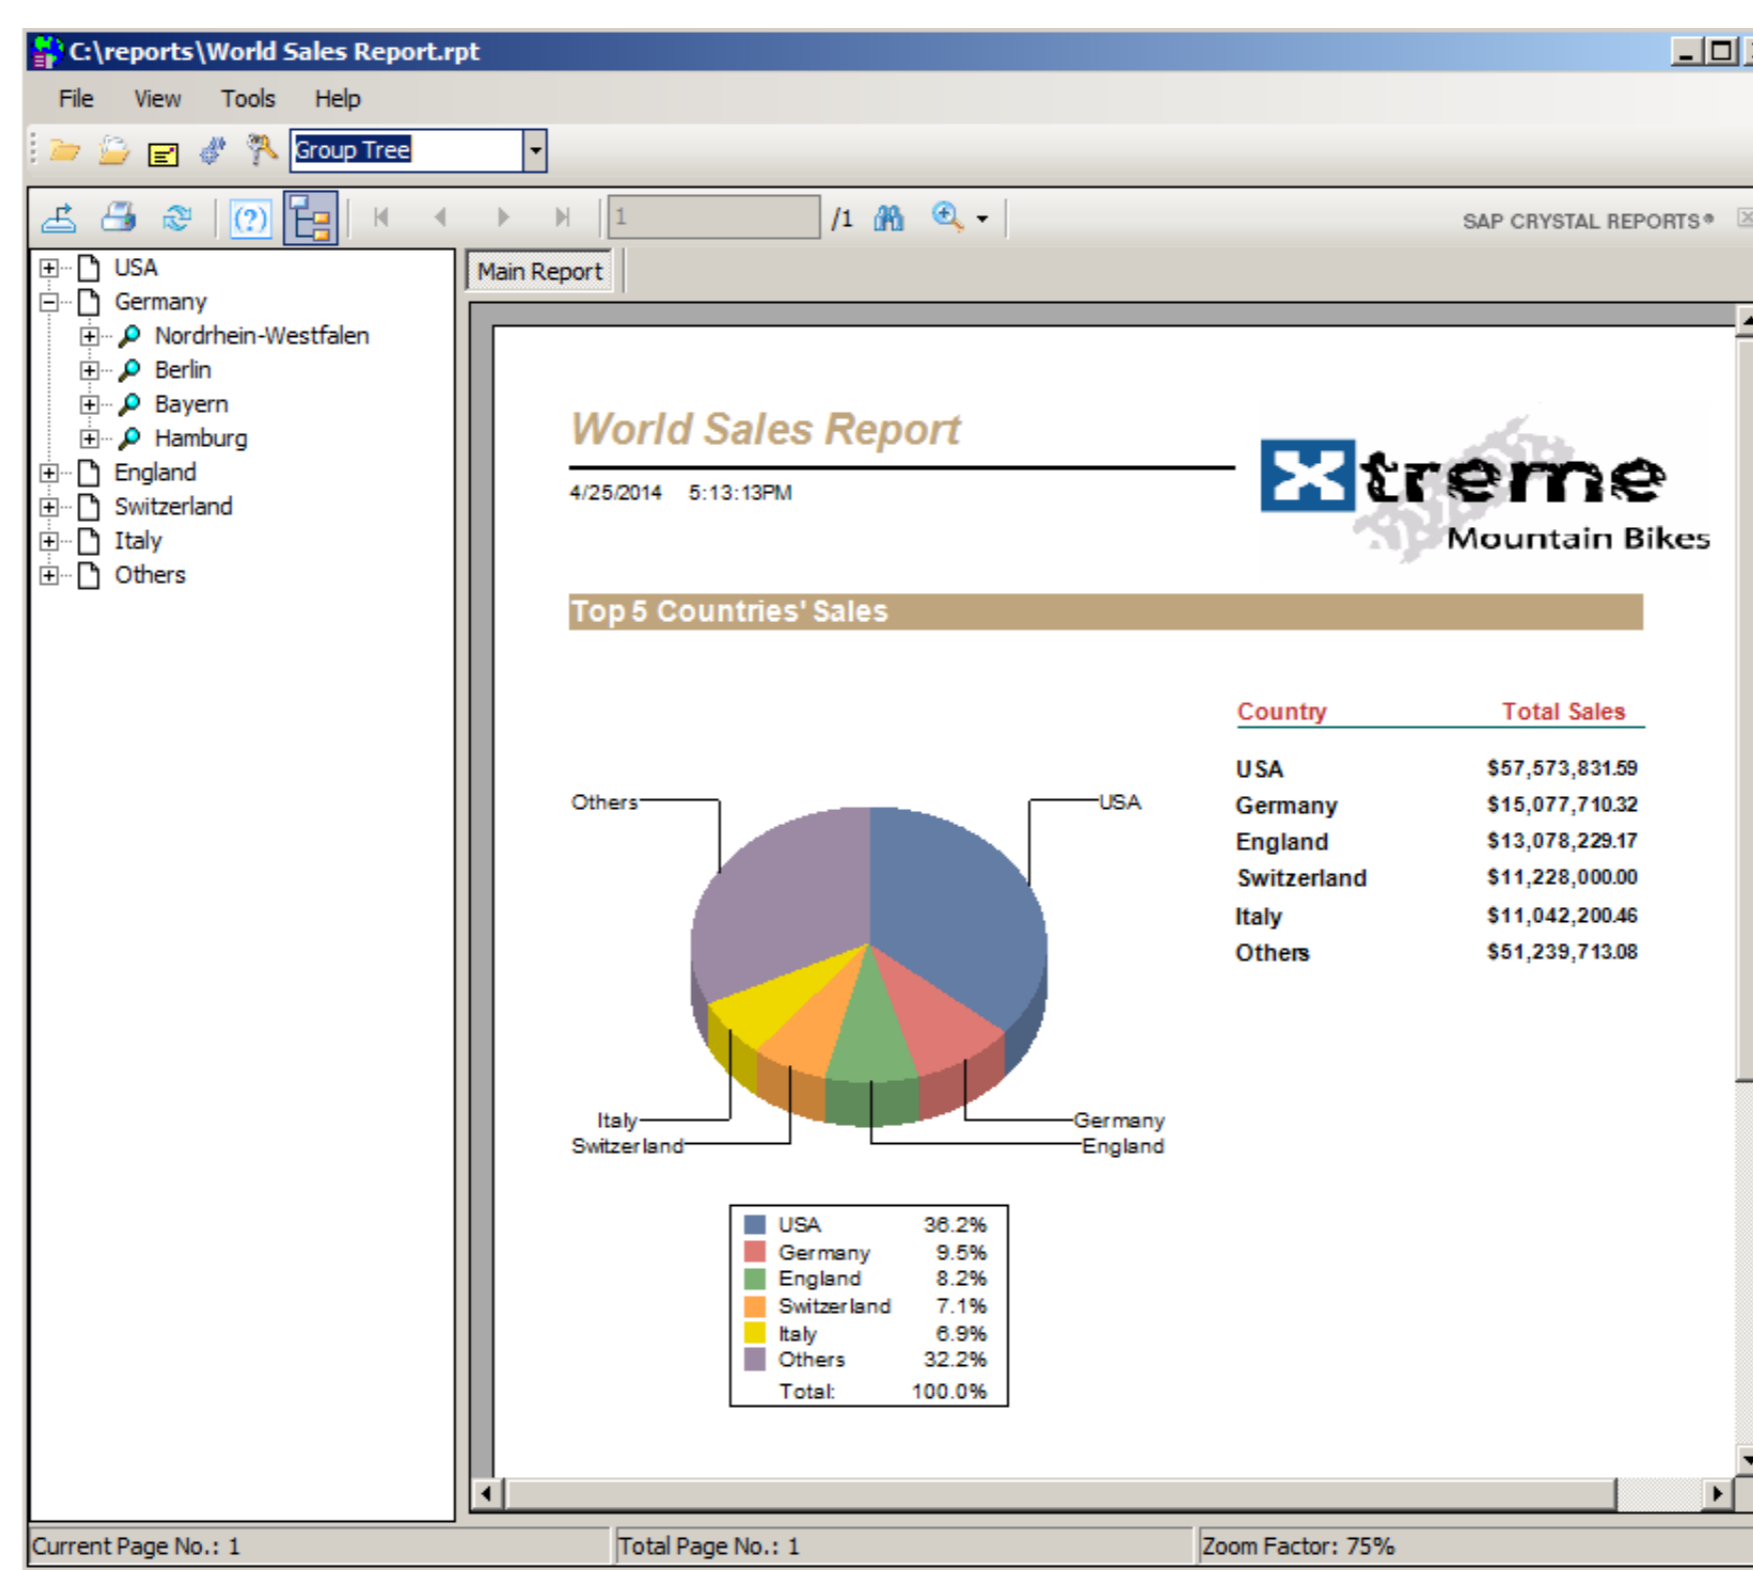 C:\reports\World Sales Report.rpt
File View Tools Help
Group Tree
(?) 1 /1 SAP CRYSTAL REPORTS®
USA
Germany
Nordrhein-Westfalen
Berlin
Bayern
Hamburg
England
Switzerland
Italy
Others
Main Report
World Sales Report
4/25/2014 5:13:13PM
Xtreme
Mountain Bikes
Top 5 Countries' Sales
Country Total Sales
USA $57,573,831.59
Germany $15,077,710.32
England $13,078,229.17
Switzerland $11,228,000.00
Italy $11,042,200.46
Others $51,239,713.08
Others USA
Italy Germany
Switzerland England
USA 36.2%
Germany 9.5%
England 8.2%
Switzerland 7.1%
Italy 6.9%
Others 32.2%
Total: 100.0%
Current Page No.: 1 Total Page No.: 1 Zoom Factor: 75%